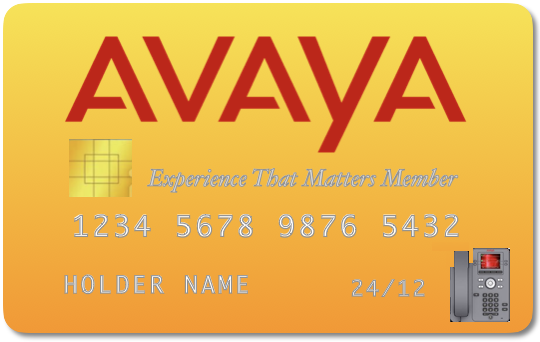 AVAYA
Experience That Matters Member
1234 5678 9876 5432
HOLDER NAME 24/12